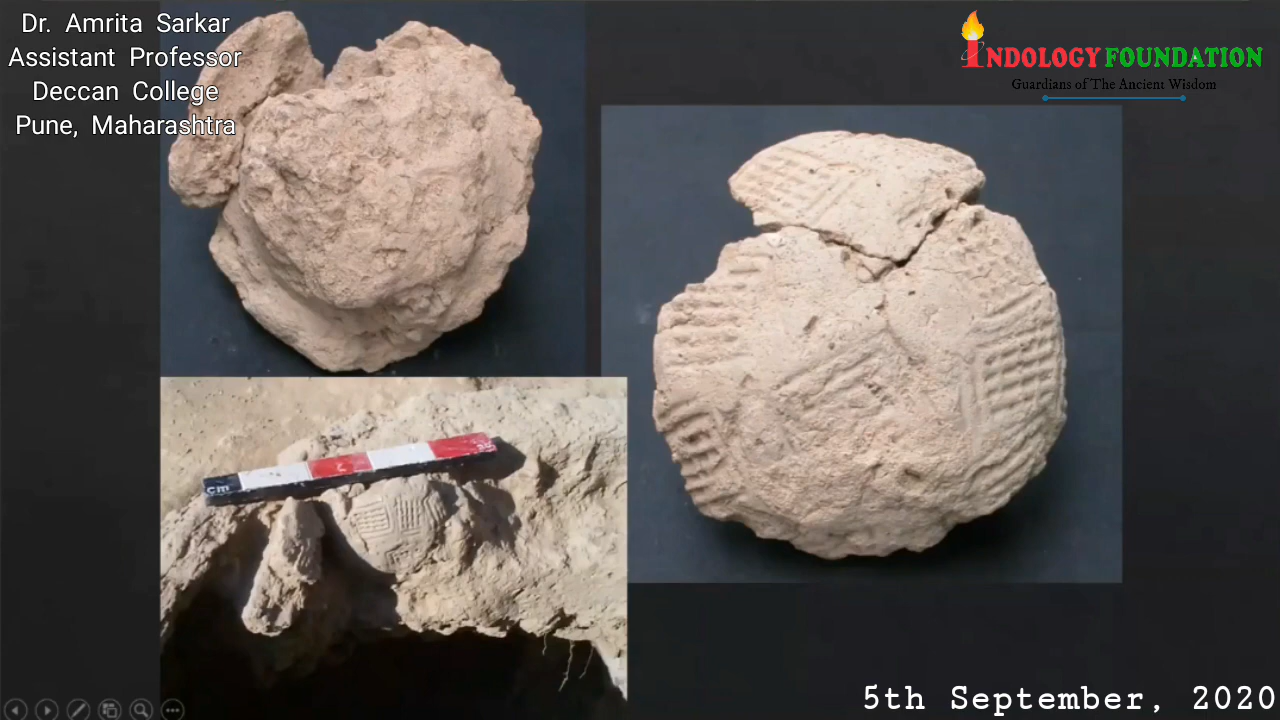 Dr. Amrita Sarkar
Assistant Professor
Deccan College
Pune, Maharashtra
INDOLOGY FOUNDATION
Guardians of The Ancient Wisdom
cm
5th September, 2020